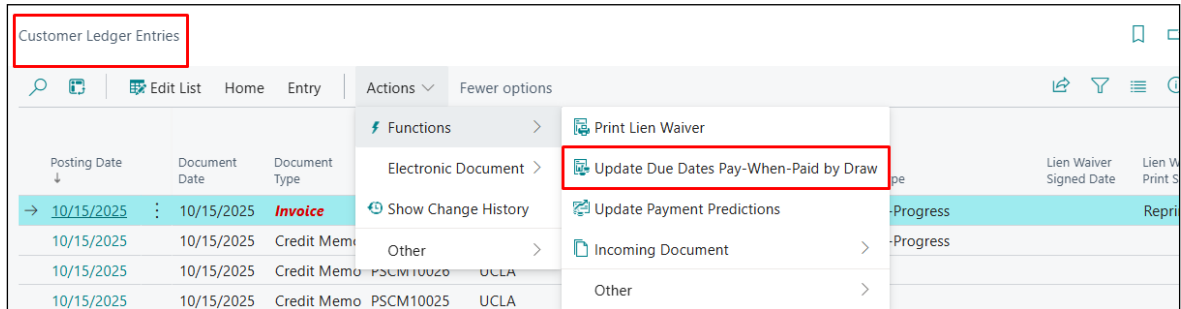 Customer Ledger Entries
Edit List Home Entry Actions Fewer options
Functions Print Lien Waiver
Electronic Document Update Due Dates Pay-When-Paid by Draw
Show Change History Update Payment Predictions
Other Incoming Document
Other
Posting Date Document Date Document Type Lien Waiver Signed Date
10/15/2025 10/15/2025 Invoice -Progress
10/15/2025 10/15/2025 Credit -Progress
10/15/2025 10/15/2025 Credit Memo PSCM10026 UCLA
10/15/2025 10/15/2025 Credit Memo PSCM10025 UCLA